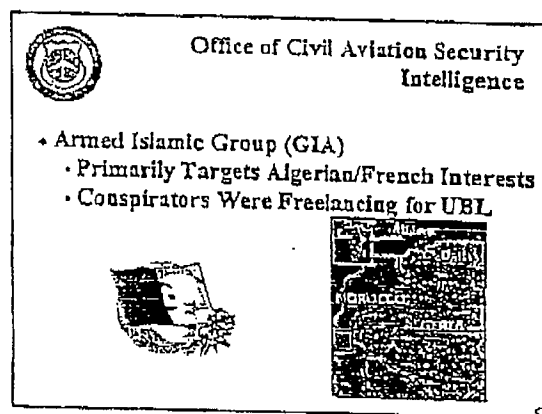 Office of Civil Aviation Security
Intelligence
Armed Islamic Group (GIA)
· Primarily Targets Algerian/French Interests
· Conspirators Were Freelancing for UBL
MOROCCO